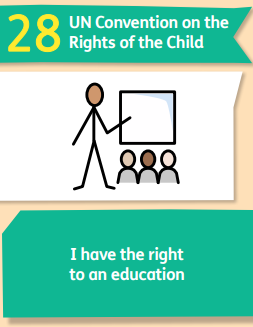 28
UN Convention on the
Rights of the Child
I have the right
to an education